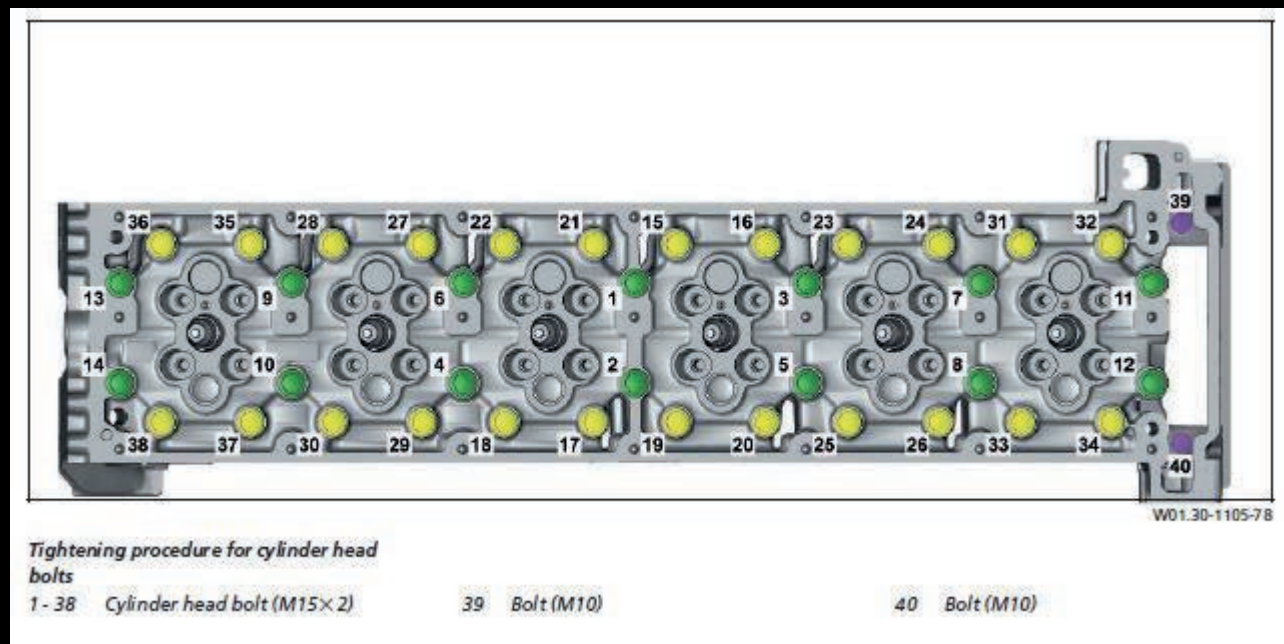 39
36 35 28 27 22 21 15 16 23 24 31 32
13 9 6 1 3 7 11
14 10 4 2 5 8 12
38 37 30 29 18 17 19 20 25 26 33 34
40
W01.30-1105-78
Tightening procedure for cylinder head
bolts
1 - 38 Cylinder head bolt (M15×2) 39 Bolt (M10) 40 Bolt (M10)